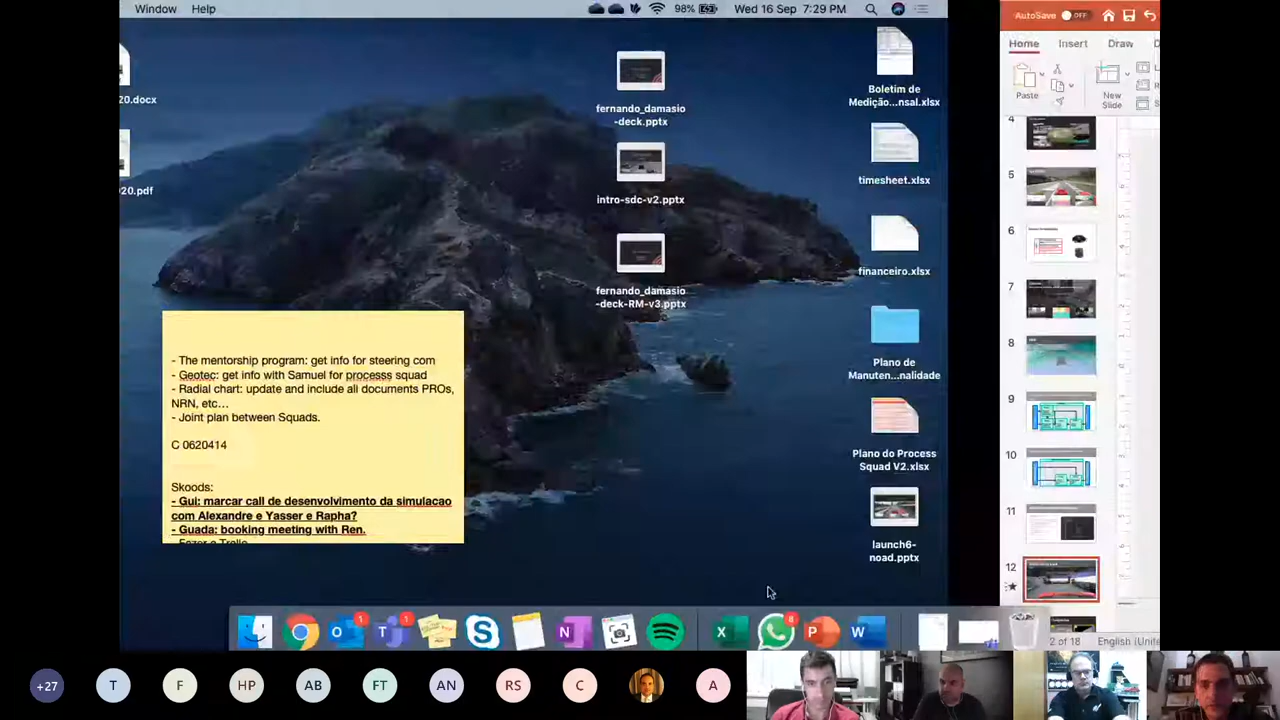 Window Help
98% Wed 16 Sep 7:29 PM
AutoSave OFF
Home Insert Draw
Paste
New
Slide
20.docx
20.pdf
fernando_damasio
-deck.pptx
intro-sdc-v2.pptx
fernando_damasio
-deck-RM-v3.pptx
Boletim de
Medição...nsal.xlsx
timesheet.xlsx
financeiro.xlsx
Plano de
Manuten...nalidade
Plano do Process
Squad V2.xlsx
launch6-
noad.pptx
- The mentorship program: get info for steering com
- Geotec: get info with Samuel for processs squad
- Radial chart: update and include all documents PROs,
NRN, etc...
- Joint plan between Squads.
C 0620414
Skoods:
- Gui: marcar call de desenvolvimento da simulacao
com Alexandre e Yasser e Rapha?
- Guada: booking meeting with Ren.
4
5
6
7
8
9
10
11
12
1
1
8
2 of 18 English (Unite
+27 T F HP AB FT AN RS C A